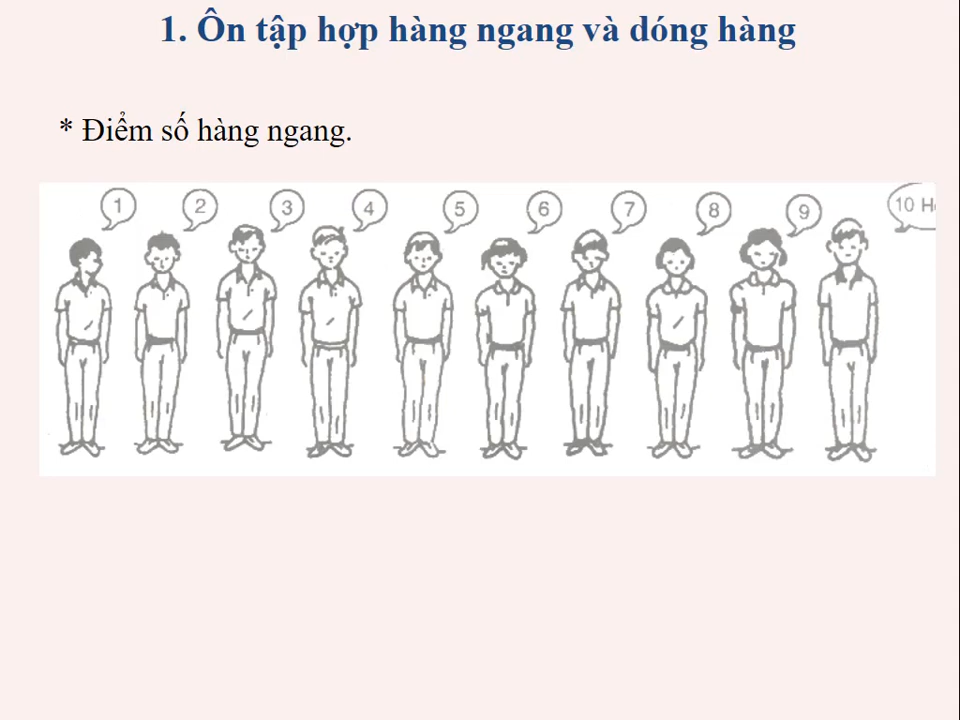 1. Ôn tập hợp hàng ngang và dóng hàng
* Điểm số hàng ngang.
1 2 3 4 5 6 7 8 9 10